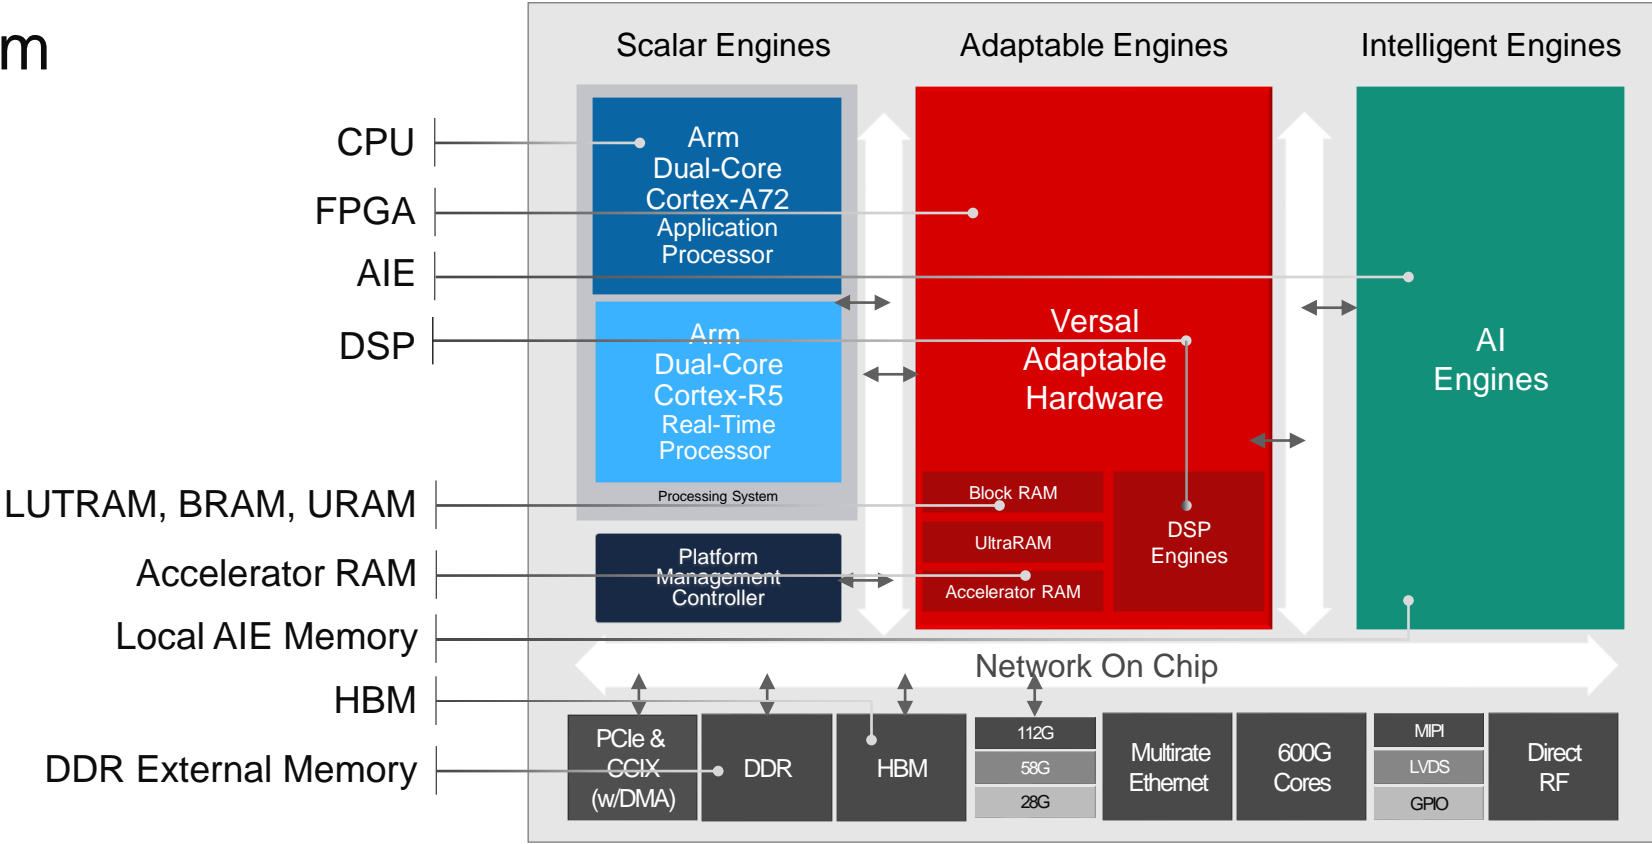 m
Scalar Engines
Adaptable Engines
Intelligent Engines
CPU
FPGA
AIE
DSP
LUTRAM, BRAM, URAM
Accelerator RAM
Local AIE Memory
HBM
DDR External Memory
Arm
Dual-Core
Cortex-A72
Application
Processor
Arm
Dual-Core
Cortex-R5
Real-Time
Processor
Processing System
Platform
Management
Controller
Versal
Adaptable
Hardware
Block RAM
UltraRAM
Accelerator RAM
DSP
Engines
AI
Engines
Network On Chip
PCIe &
CCIX
(w/DMA)
DDR
HBM
112G
58G
28G
Multirate
Ethernet
600G
Cores
MIPI
LVDS
GPIO
Direct
RF